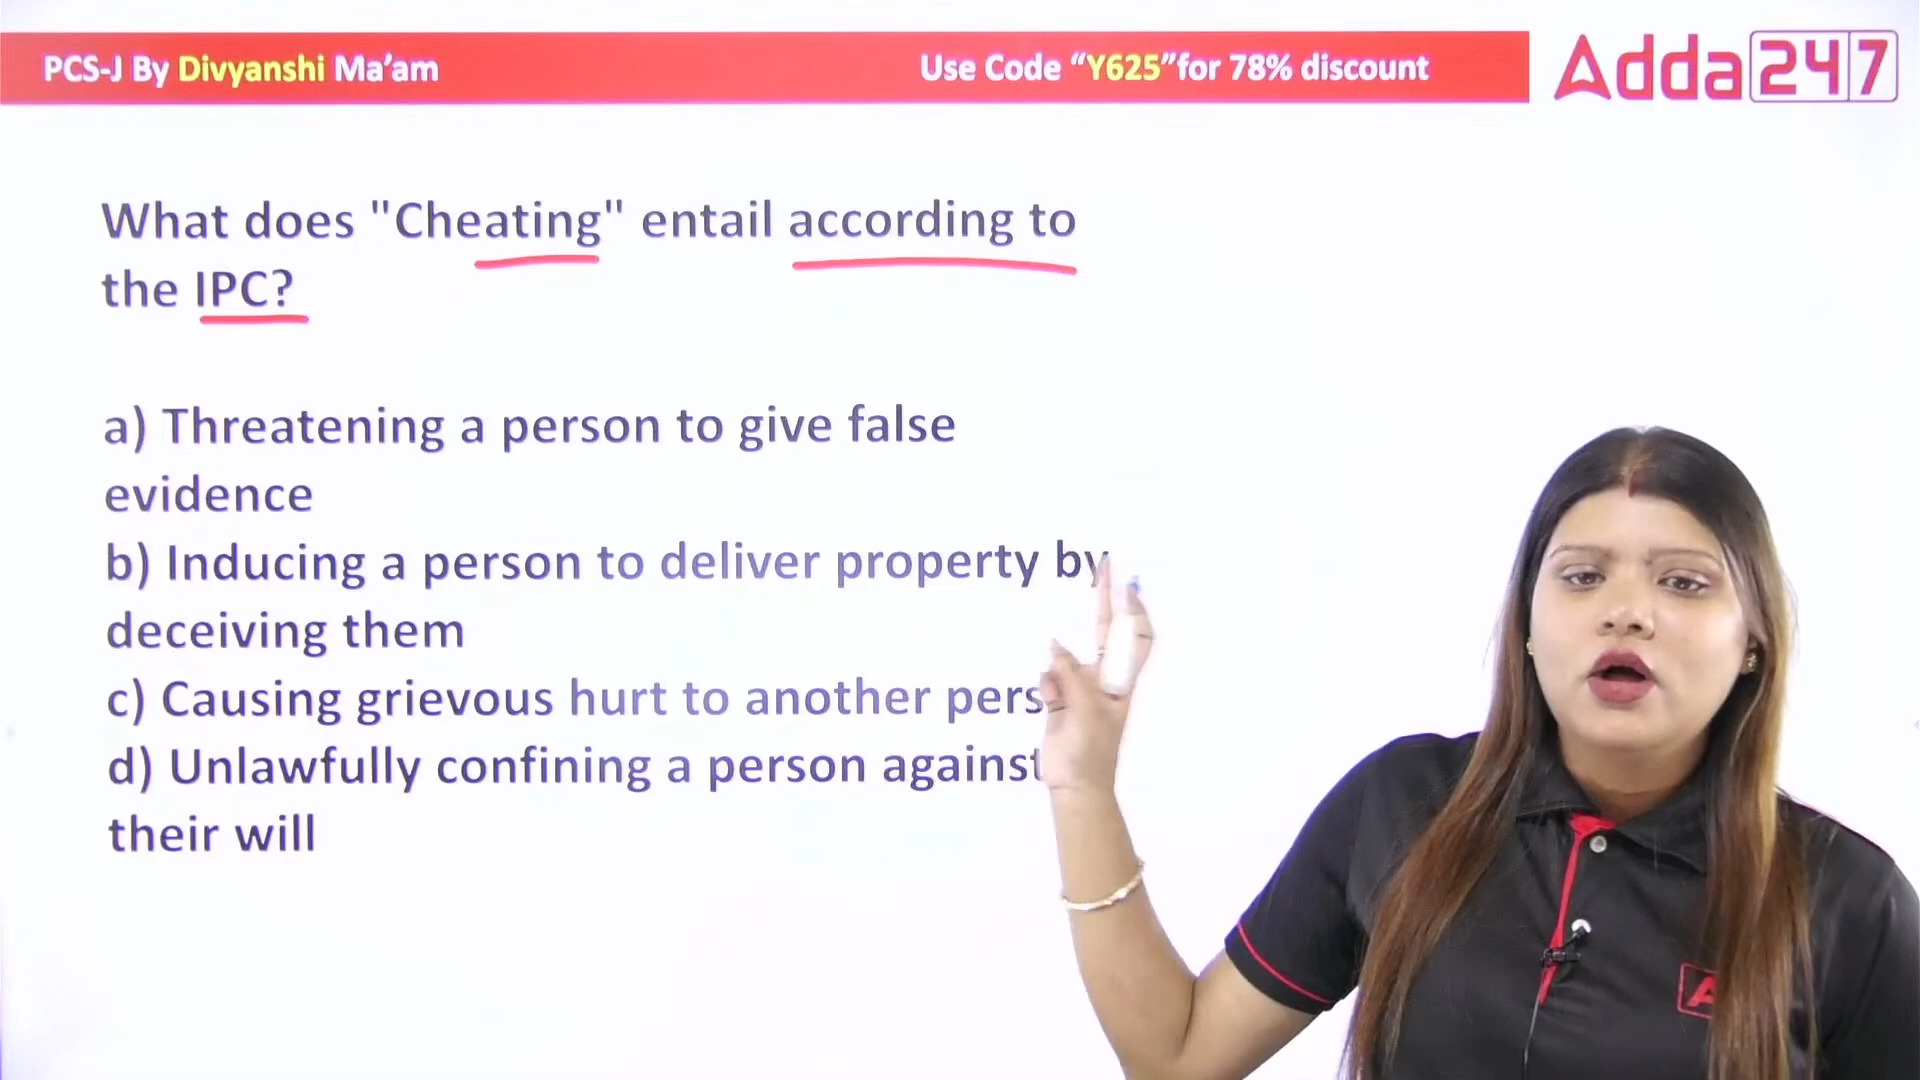 PCS-J By Divyanshi Ma’am
Use Code “Y625”for 78% discount
Adda247
What does "Cheating" entail according to
the IPC?
a) Threatening a person to give false
evidence
b) Inducing a person to deliver property by
deceiving them
c) Causing grievous hurt to another pers
d) Unlawfully confining a person against
their will